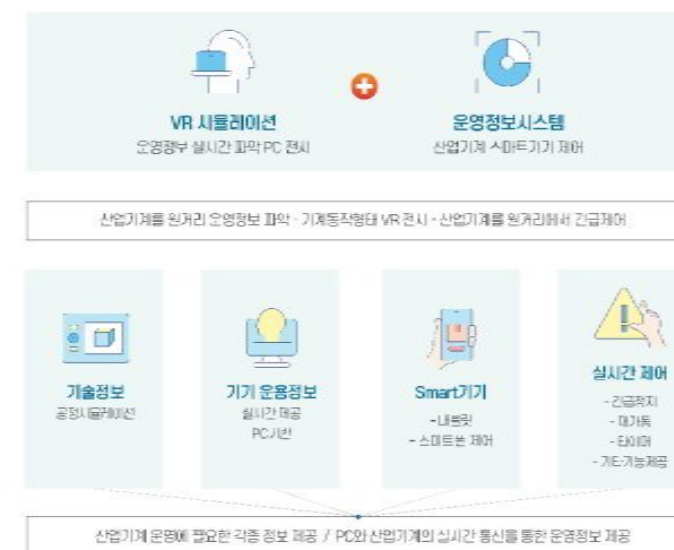 VR 시뮬레이션
운영정부 실시간 파악 PC 전시
운영정보시스템
산업기계 스마트기기 제어
산업기계를 원거리 운영정보 파악 - 기계동작형태 VR 전시 - 산업기계를 원거리에서 긴급제어
기술정보
공정시뮬레이션
기기 운용정보
실시간 제공
PC기반
Smart기기
- 태블릿
- 스마트폰 제어
실시간 제어
- 긴급정지
- 재가동
- 타이머
- 기타·기능제공
산업기계 운영에 필요한 각종 정보 제공 / PC와 산업기계의 실시간 통신을 통한 운영정보 제공